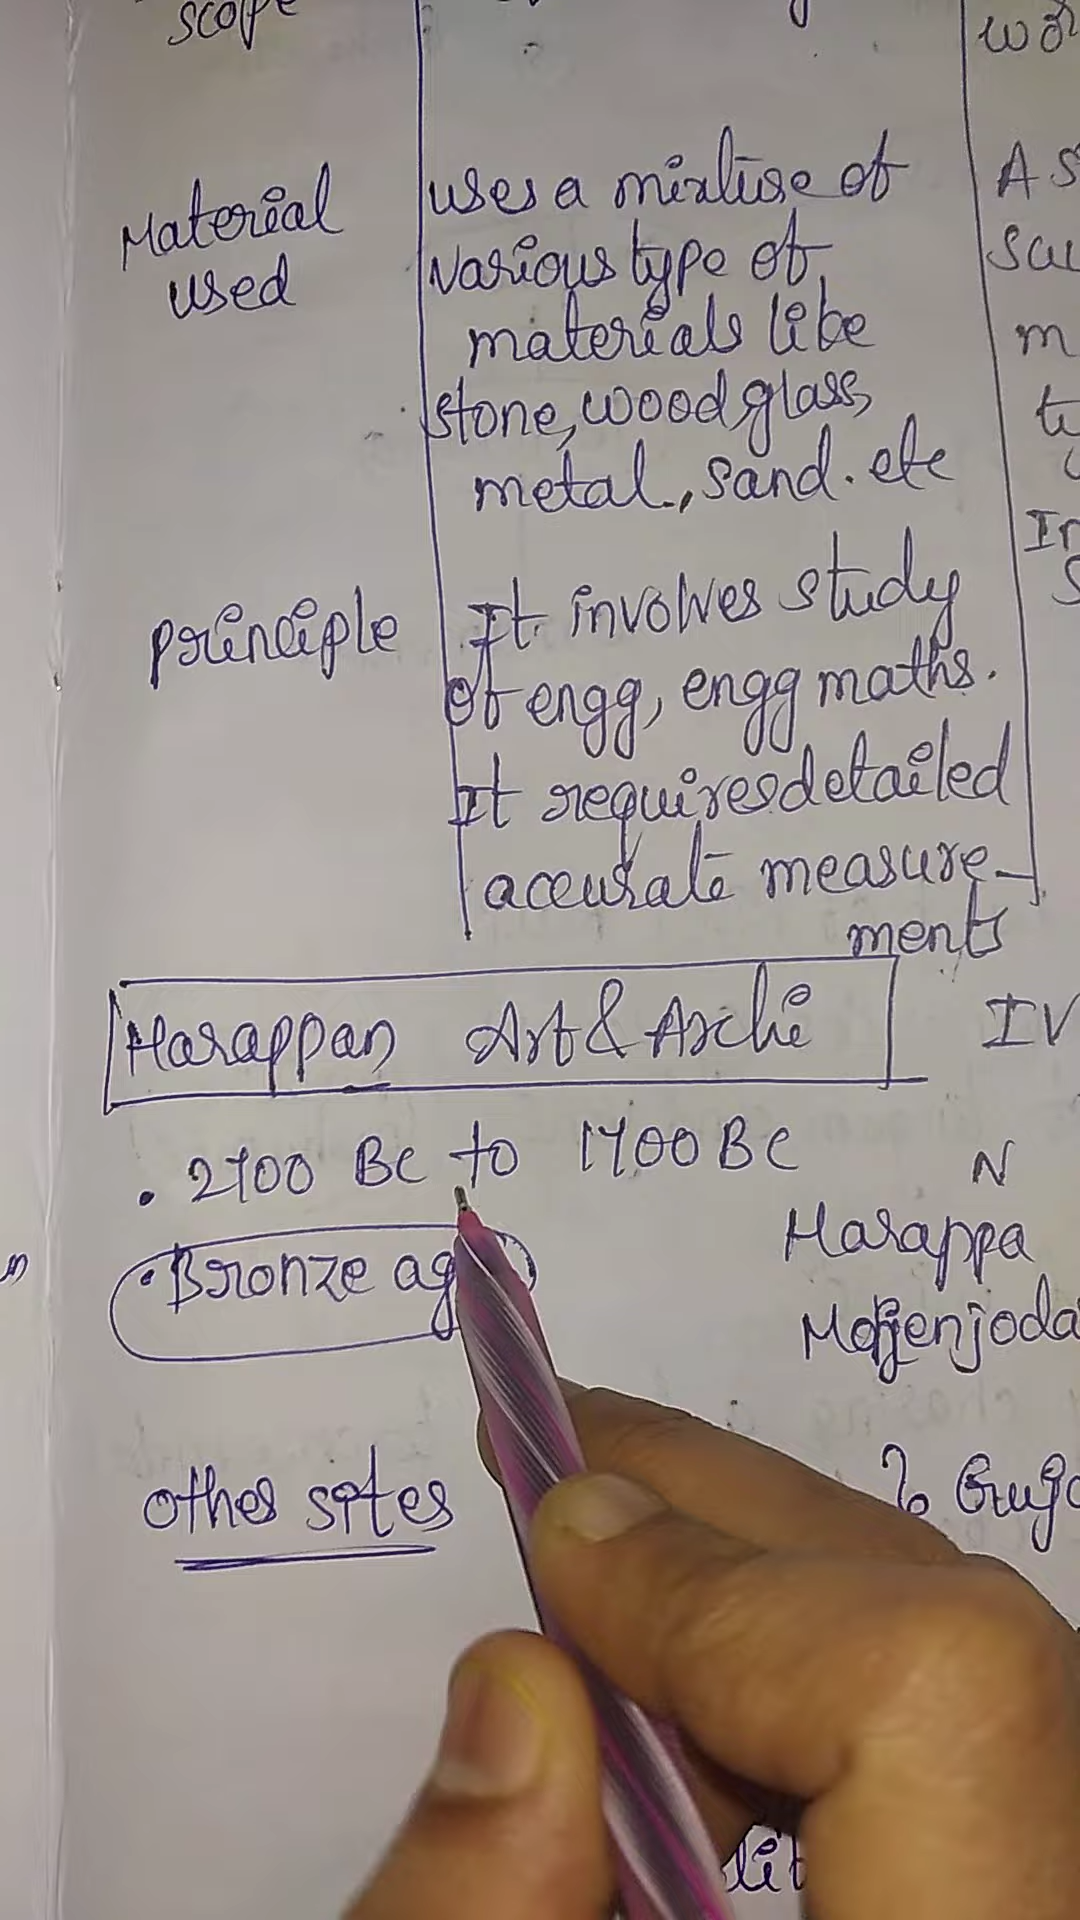 scope
Material
used
uses a mixture of
various type of
materials like
stone, wood glass,
metal, sand. etc
principle
It involves study
of engg, engg maths.
It requires detailed
accurate measure-
ments
A
m
Harappan Art & Archi
IV
. 2700 BC to 1700 BC
N
Harappa
• Bronze
other sites